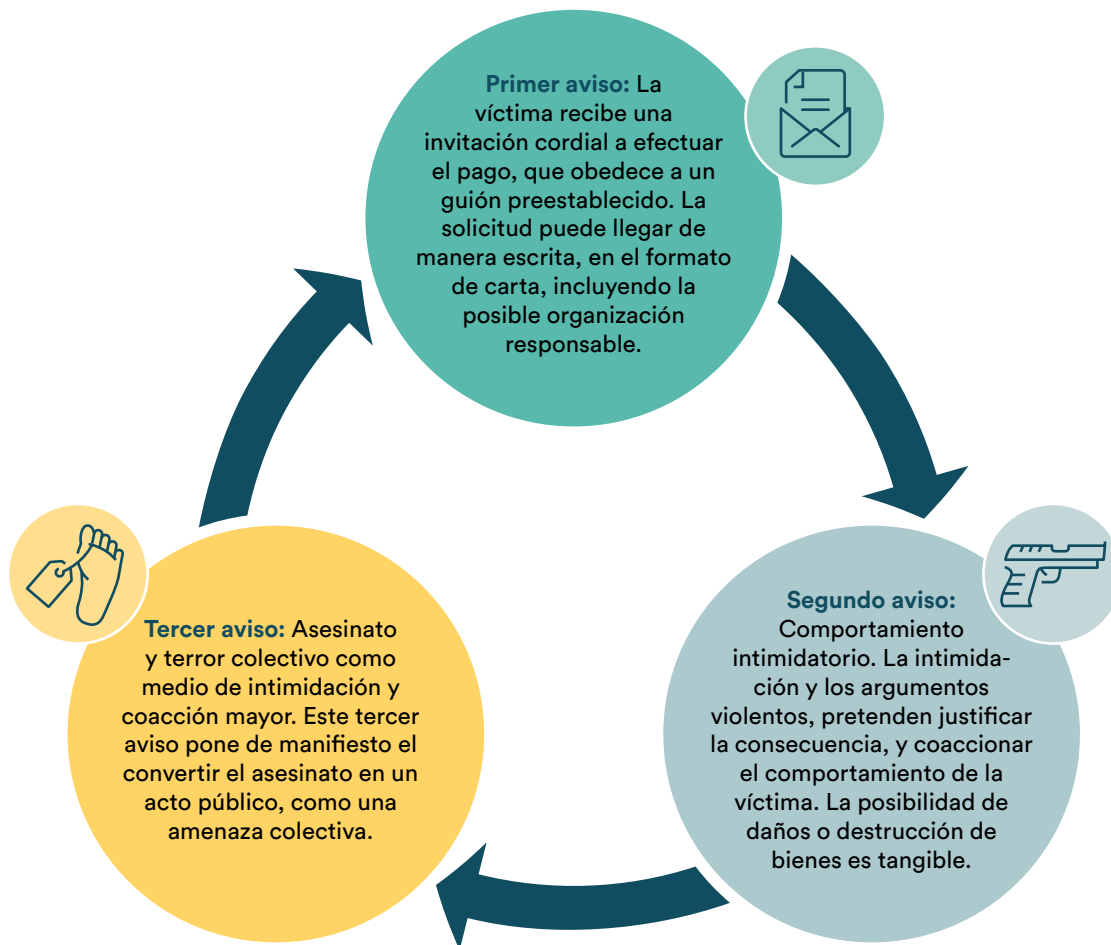 Primer aviso: La
víctima recibe una
invitación cordial a efectuar
el pago, que obedece a un
guión preestablecido. La
solicitud puede llegar de
manera escrita, en el formato
de carta, incluyendo la
posible organización
responsable.
Segundo aviso:
Comportamiento
intimidatorio. La intimida-
ción y los argumentos
violentos, pretenden justificar
la consecuencia, y coaccionar
el comportamiento de la
víctima. La posibilidad de
daños o destrucción de
bienes es tangible.
Tercer aviso: Asesinato
y terror colectivo como
medio de intimidación y
coacción mayor. Este tercer
aviso pone de manifiesto el
convertir el asesinato en un
acto público, como una
amenaza colectiva.